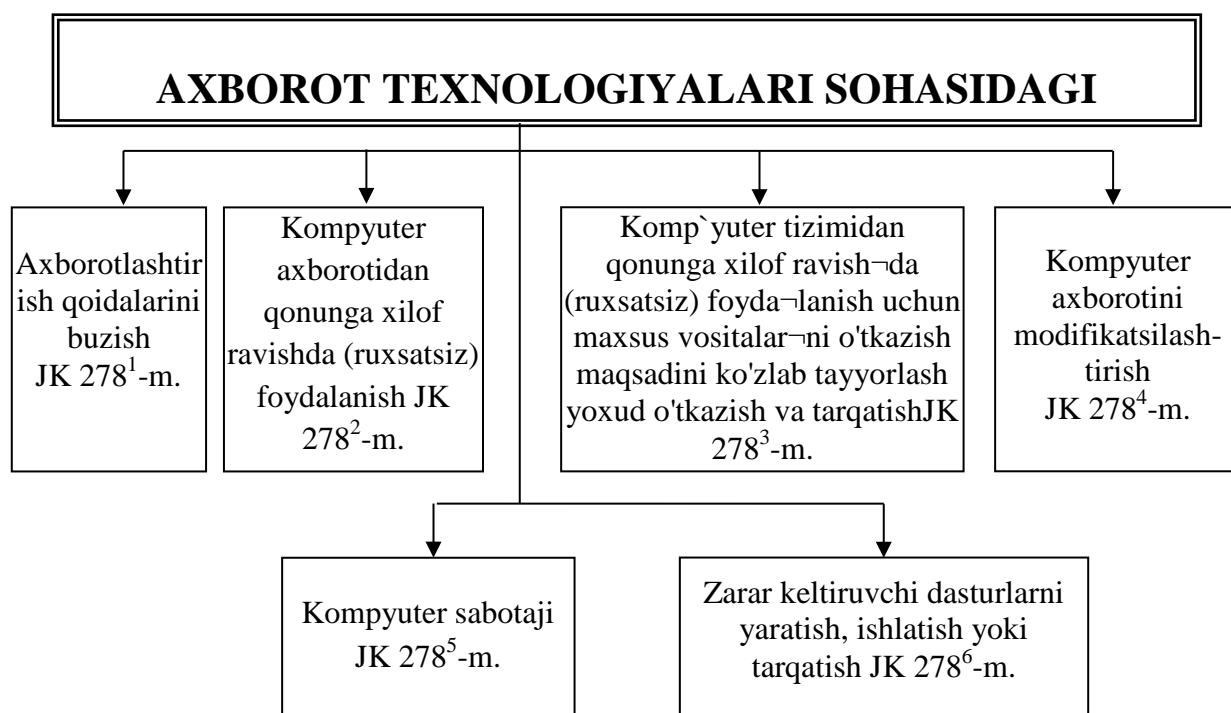 AXBOROT TEXNOLOGIYALARI SOHASIDAGI
Axborotlashtir
ish qoidalarini
buzish
JK 278¹-m.
Kompyuter
axborotidan
qonunga xilof
ravishda (ruxsatsiz)
foydalanish JK
278²-m.
Komp`yuter tizimidan
qonunga xilof ravish¬da
(ruxsatsiz) foyda¬lanish uchun
maxsus vositalar¬ni o'tkazish
maqsadini ko'zlab tayyorlash
yoxud o'tkazish va tarqatishJK
278³-m.
Kompyuter
axborotini
modifikatsilash-
tirish
JK 278⁴-m.
Kompyuter sabotaji
JK 278⁵-m.
Zarar keltiruvchi dasturlarni
yaratish, ishlatish yoki
tarqatish JK 278⁶-m.